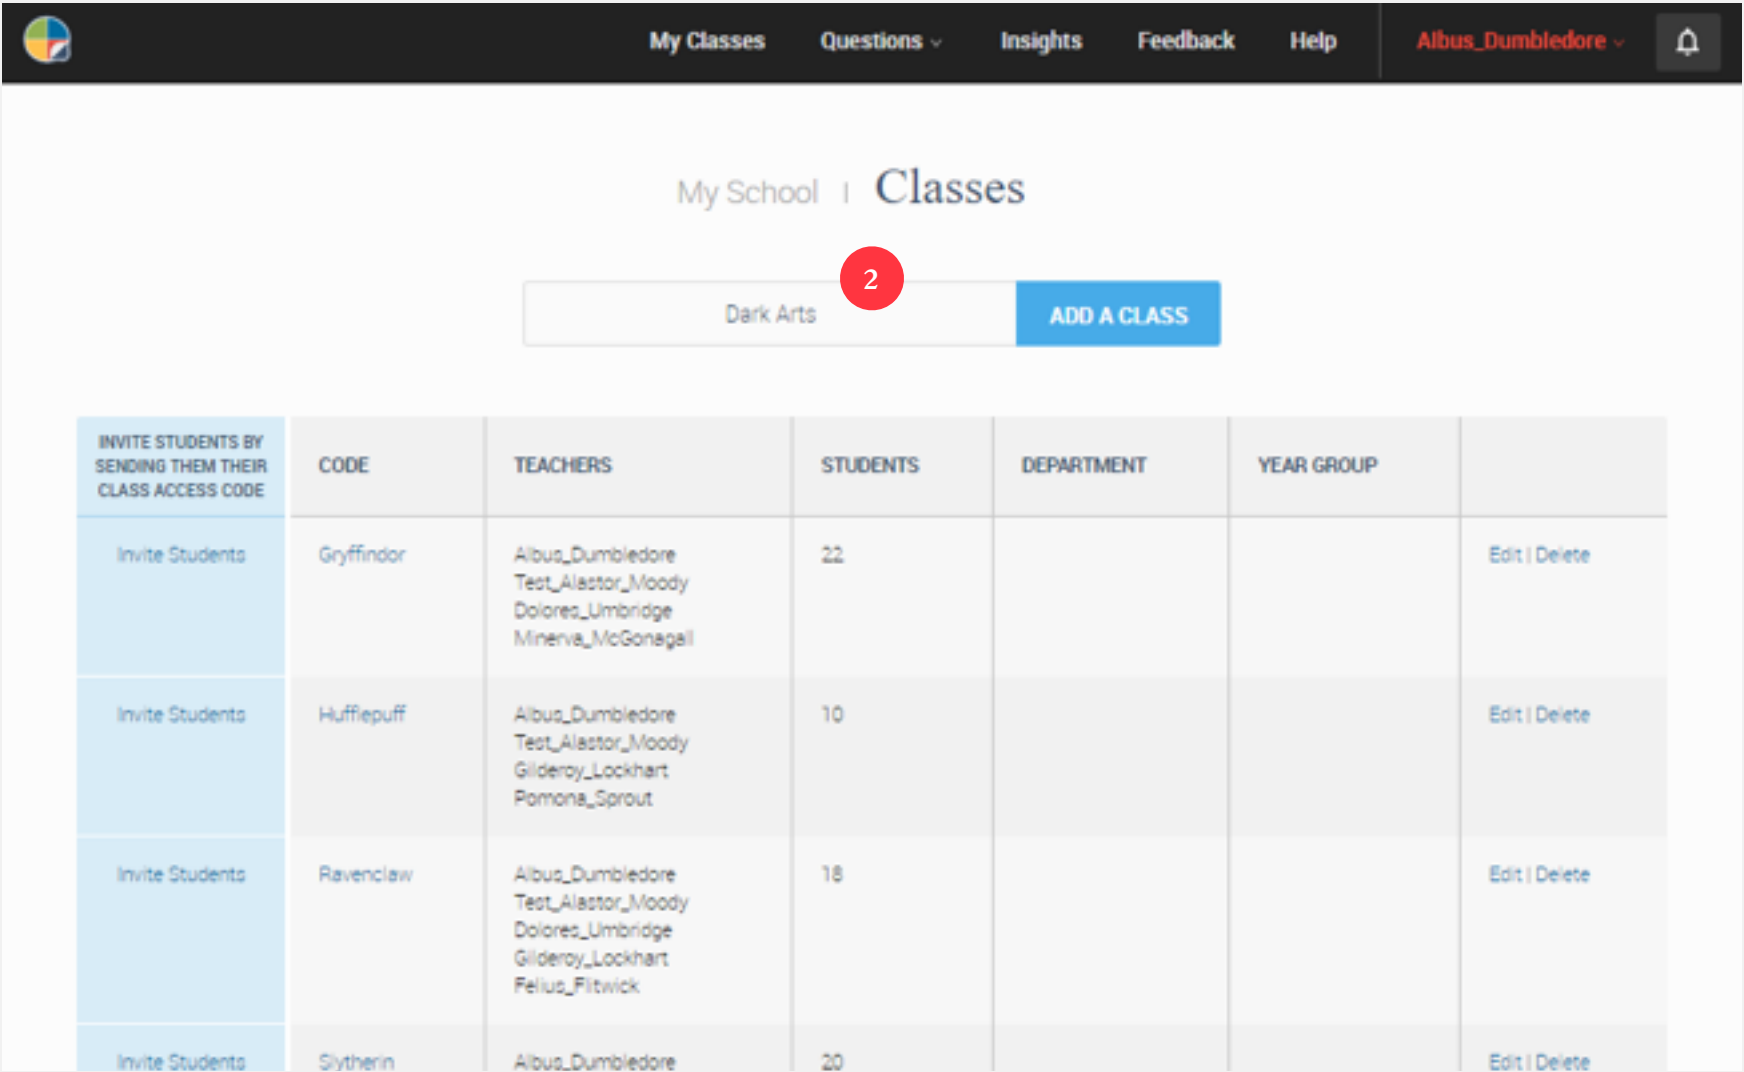 My Classes Questions Insights Feedback Help Albus_Dumbledore
My School | Classes
2
Dark Arts ADD A CLASS
INVITE STUDENTS BY
SENDING THEM THEIR
CLASS ACCESS CODE
CODE TEACHERS STUDENTS DEPARTMENT YEAR GROUP
Invite Students Gryffindor Albus_Dumbledore 22 Edit | Delete
Test_Alastor_Moody
Dolores_Umbridge
Minerva_McGonagall
Invite Students Hufflepuff Albus_Dumbledore 10 Edit | Delete
Test_Alastor_Moody
Gilderoy_Lockhart
Pomona_Sprout
Invite Students Ravenclaw Albus_Dumbledore 18 Edit | Delete
Test_Alastor_Moody
Dolores_Umbridge
Gilderoy_Lockhart
Felius_Flitwick
Invite Students Slytherin Albus_Dumbledore 20 Edit | Delete